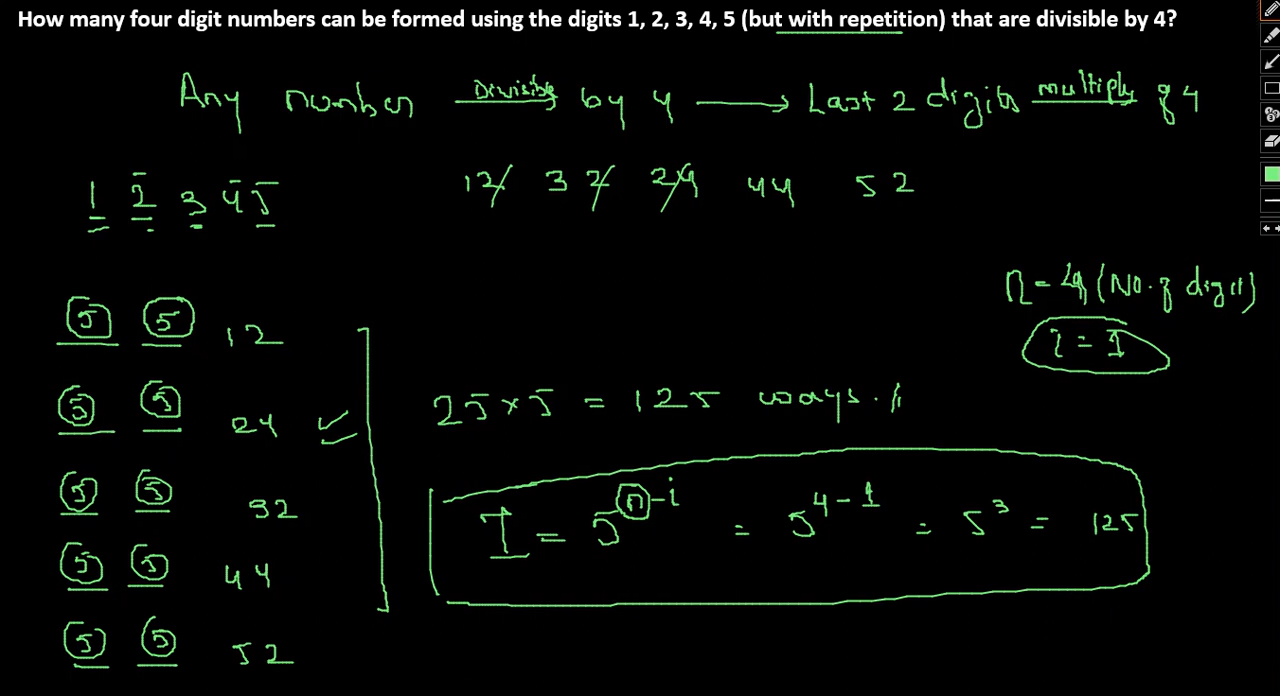 How many four digit numbers can be formed using the digits 1, 2, 3, 4, 5 (but with repetition) that are divisible by 4?
Any number Divisible by 4 → Last 2 digits multiply of 4
1 2 3 4 5 12 32 24 44 52
n = 4 (No. of digit)
i = 1
5 5 12
5 5 24
5 5 32
5 5 44
5 5 52
25 × 5 = 125 ways.
I = 5^(n-i) = 5^(4-1) = 5^3 = 125